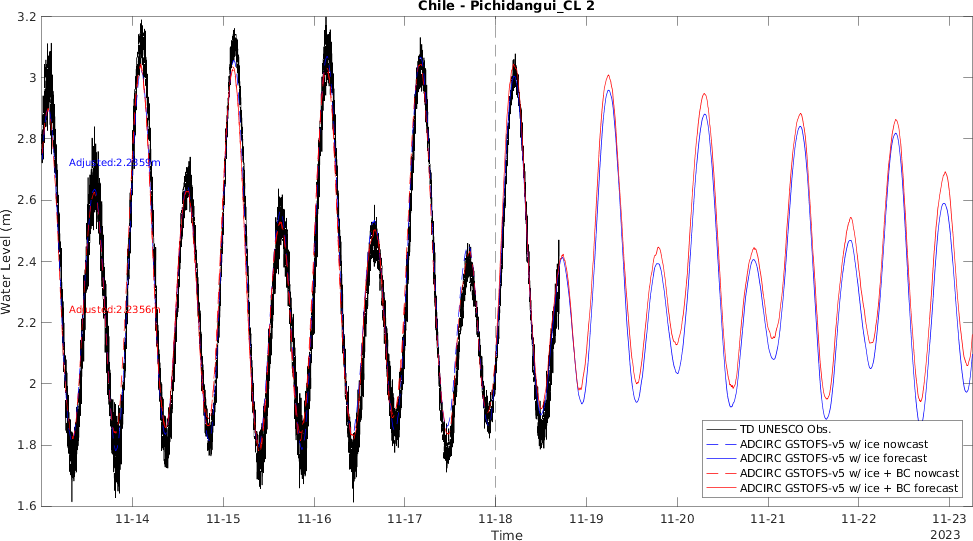 Chile - Pichidangui_CL 2
3.2
3
2.8
2.6
2.4
2.2
2
1.8
1.6
Water Level (m)
Adjusted:2.2359m
Adjusted:2.2356m
TD UNESCO Obs.
ADCIRC GSTOFS-v5 w/ ice nowcast
ADCIRC GSTOFS-v5 w/ ice forecast
ADCIRC GSTOFS-v5 w/ ice + BC nowcast
ADCIRC GSTOFS-v5 w/ ice + BC forecast
11-14 11-15 11-16 11-17 11-18 11-19 11-20 11-21 11-22 11-23
Time
2023